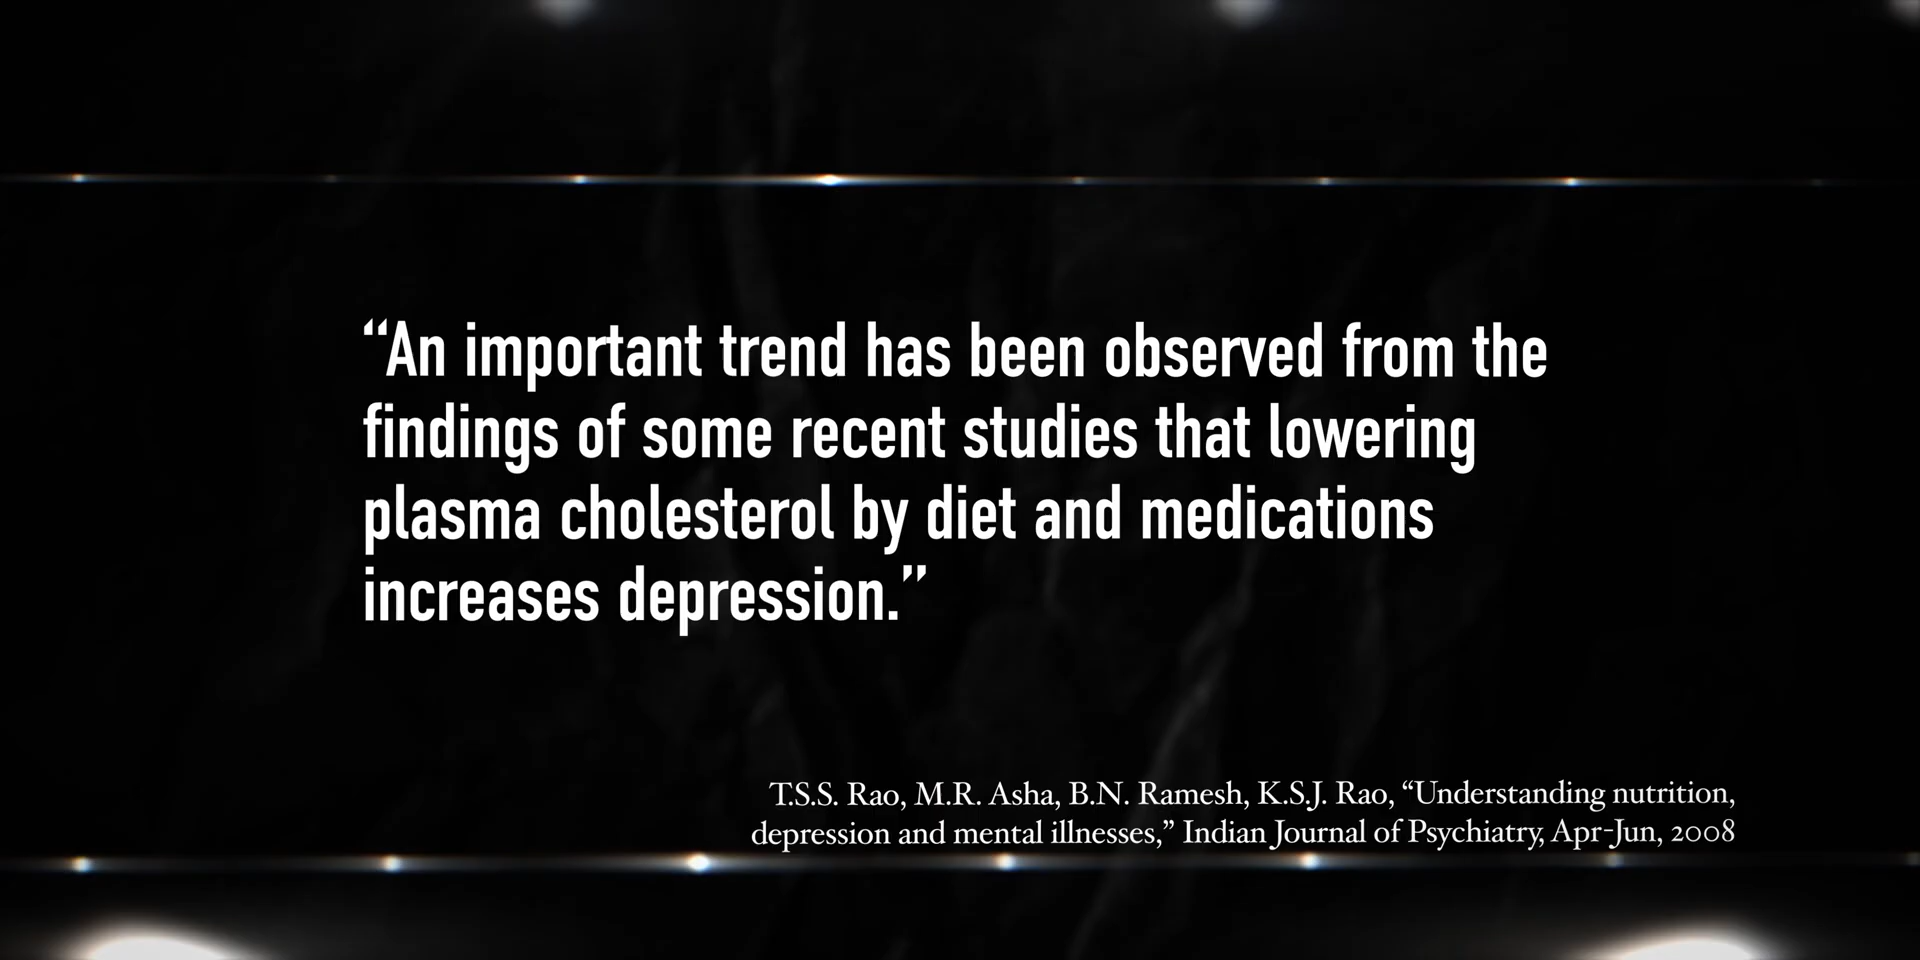 “An important trend has been observed from the
findings of some recent studies that lowering
plasma cholesterol by diet and medications
increases depression.”
T.S.S. Rao, M.R. Asha, B.N. Ramesh, K.S.J. Rao, “Understanding nutrition,
depression and mental illnesses,” Indian Journal of Psychiatry, Apr-Jun, 2008